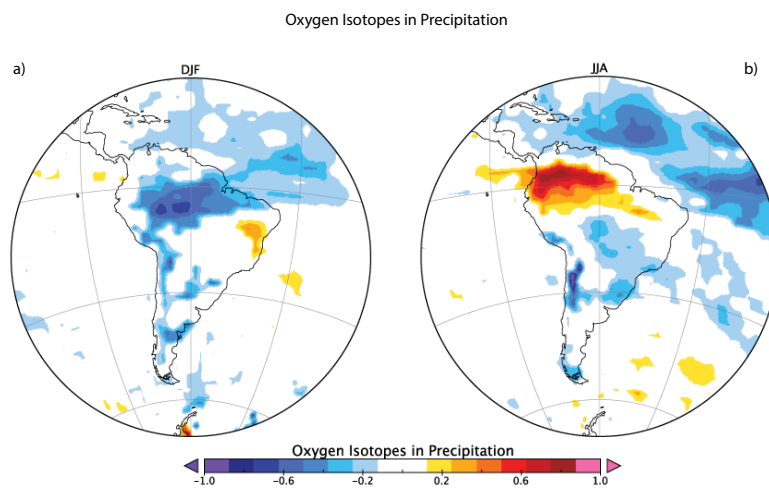 Oxygen Isotopes in Precipitation
a)
DJF
JJA
b)
Oxygen Isotopes in Precipitation
-1.0 -0.6 -0.2 0.2 0.6 1.0